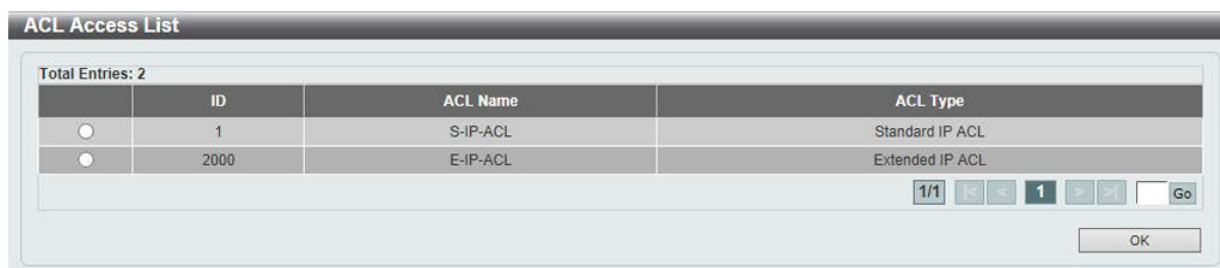 ACL Access List
Total Entries: 2
ID ACL Name ACL Type
1 S-IP-ACL Standard IP ACL
2000 E-IP-ACL Extended IP ACL
1/1 |< < 1 > >| Go
OK